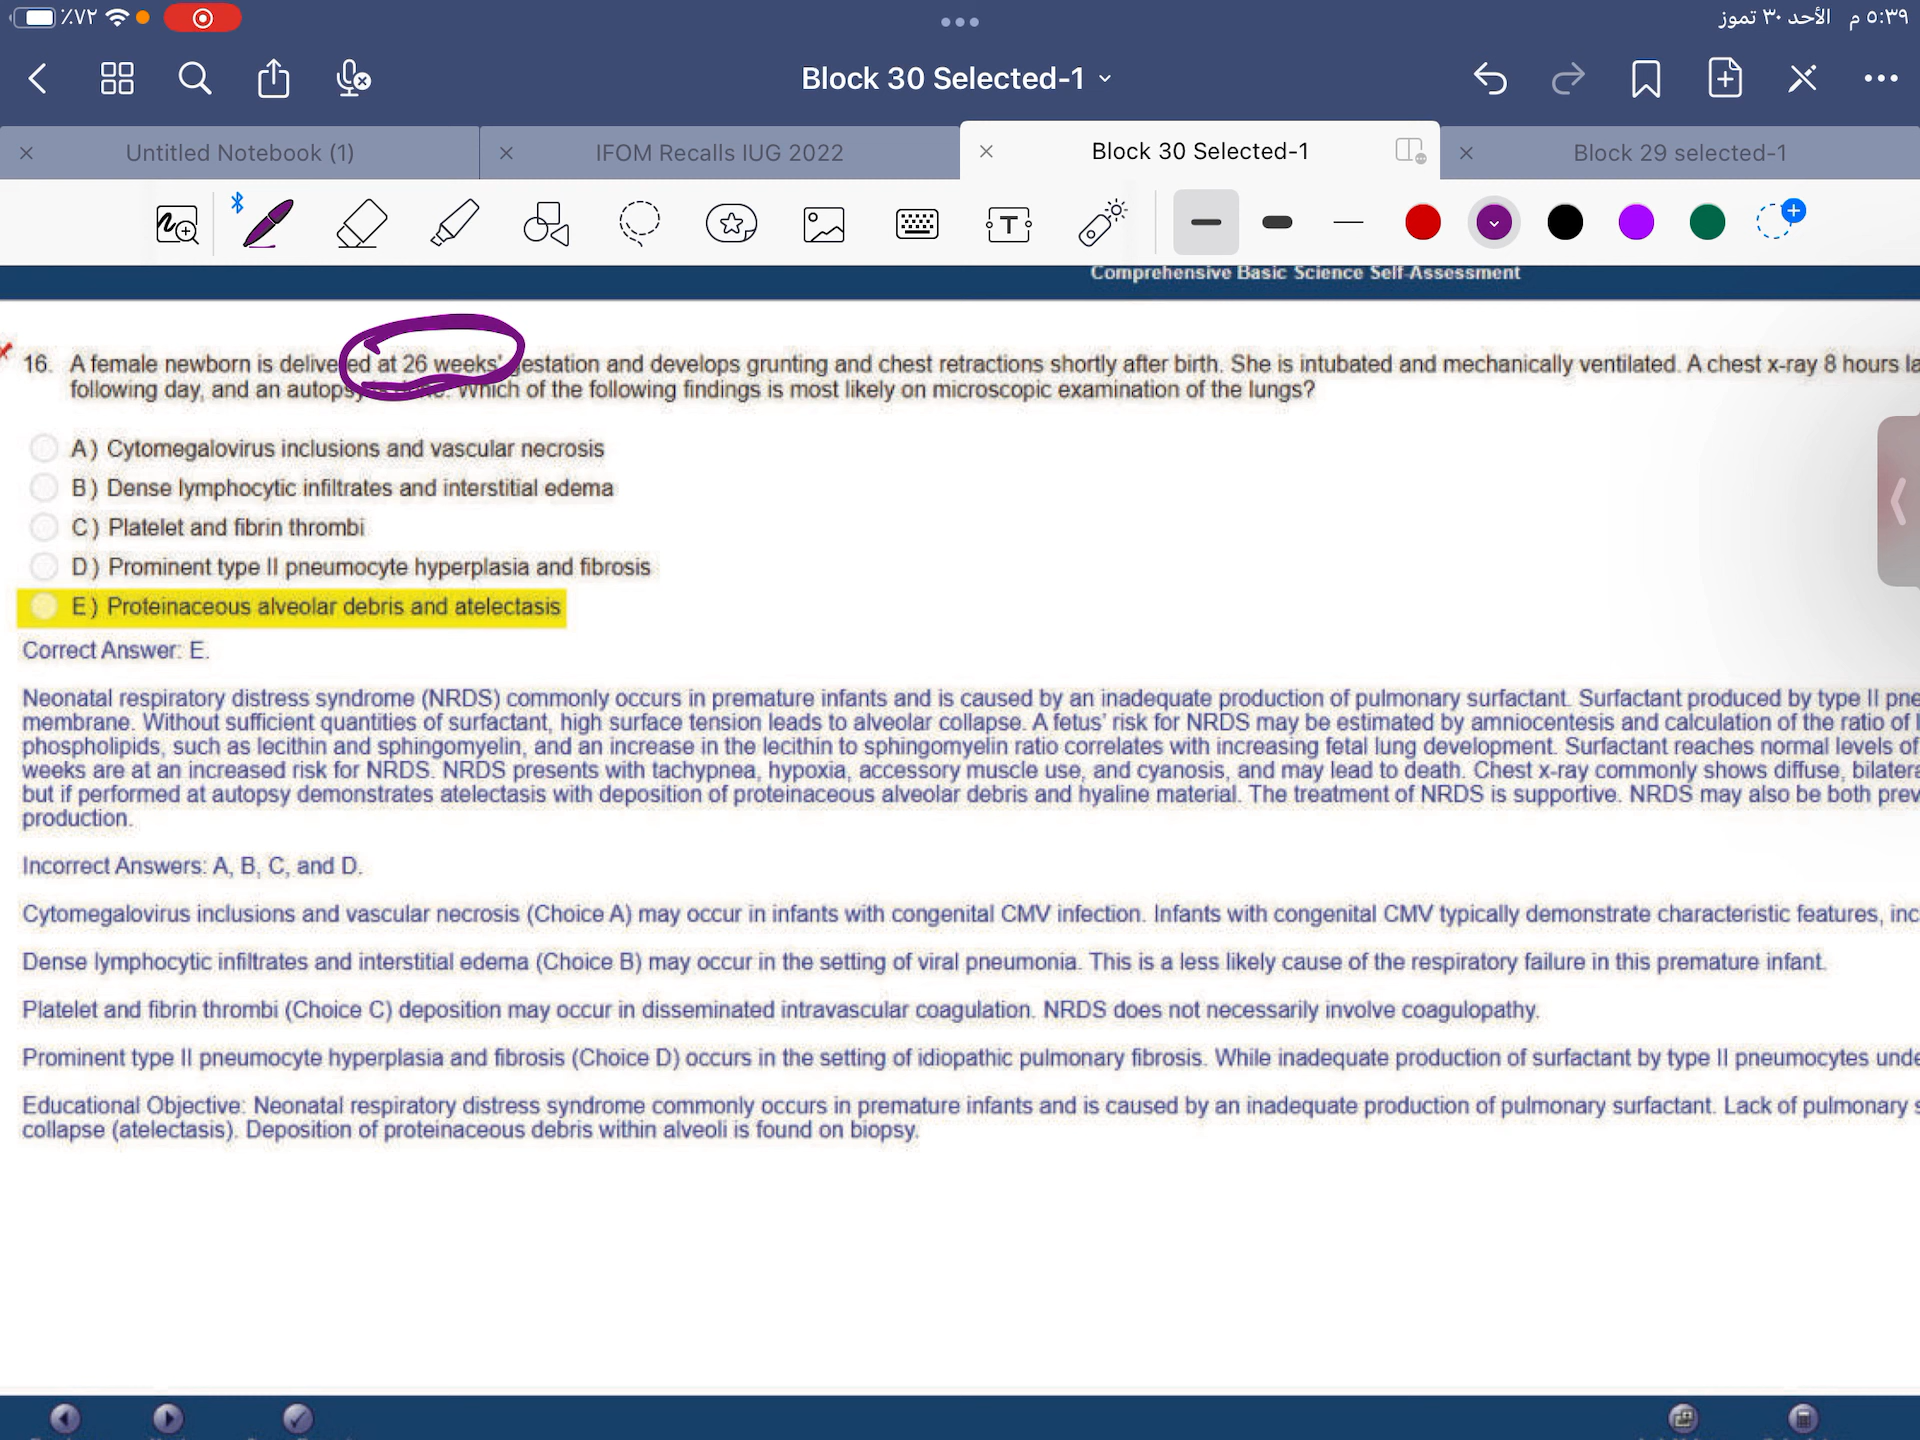 ٪٧٢
٥:٣٩ م الأحد ٣٠ تموز
Block 30 Selected-1
Untitled Notebook (1)
IFOM Recalls IUG 2022
Block 30 Selected-1
Block 29 selected-1
T
Comprehensive Basic Science Self-Assessment
16. A female newborn is delivered at 26 weeks' gestation and develops grunting and chest retractions shortly after birth. She is intubated and mechanically ventilated. A chest x-ray 8 hours la
following day, and an autopsy Which of the following findings is most likely on microscopic examination of the lungs?
A) Cytomegalovirus inclusions and vascular necrosis
B) Dense lymphocytic infiltrates and interstitial edema
C) Platelet and fibrin thrombi
D) Prominent type II pneumocyte hyperplasia and fibrosis
E) Proteinaceous alveolar debris and atelectasis
Correct Answer: E.
Neonatal respiratory distress syndrome (NRDS) commonly occurs in premature infants and is caused by an inadequate production of pulmonary surfactant. Surfactant produced by type II pne
membrane. Without sufficient quantities of surfactant, high surface tension leads to alveolar collapse. A fetus' risk for NRDS may be estimated by amniocentesis and calculation of the ratio of l
phospholipids, such as lecithin and sphingomyelin, and an increase in the lecithin to sphingomyelin ratio correlates with increasing fetal lung development. Surfactant reaches normal levels of
weeks are at an increased risk for NRDS. NRDS presents with tachypnea, hypoxia, accessory muscle use, and cyanosis, and may lead to death. Chest x-ray commonly shows diffuse, bilatera
but if performed at autopsy demonstrates atelectasis with deposition of proteinaceous alveolar debris and hyaline material. The treatment of NRDS is supportive. NRDS may also be both prev
production.
Incorrect Answers: A, B, C, and D.
Cytomegalovirus inclusions and vascular necrosis (Choice A) may occur in infants with congenital CMV infection. Infants with congenital CMV typically demonstrate characteristic features, inc
Dense lymphocytic infiltrates and interstitial edema (Choice B) may occur in the setting of viral pneumonia. This is a less likely cause of the respiratory failure in this premature infant.
Platelet and fibrin thrombi (Choice C) deposition may occur in disseminated intravascular coagulation. NRDS does not necessarily involve coagulopathy.
Prominent type II pneumocyte hyperplasia and fibrosis (Choice D) occurs in the setting of idiopathic pulmonary fibrosis. While inadequate production of surfactant by type II pneumocytes unde
Educational Objective: Neonatal respiratory distress syndrome commonly occurs in premature infants and is caused by an inadequate production of pulmonary surfactant. Lack of pulmonary s
collapse (atelectasis). Deposition of proteinaceous debris within alveoli is found on biopsy.